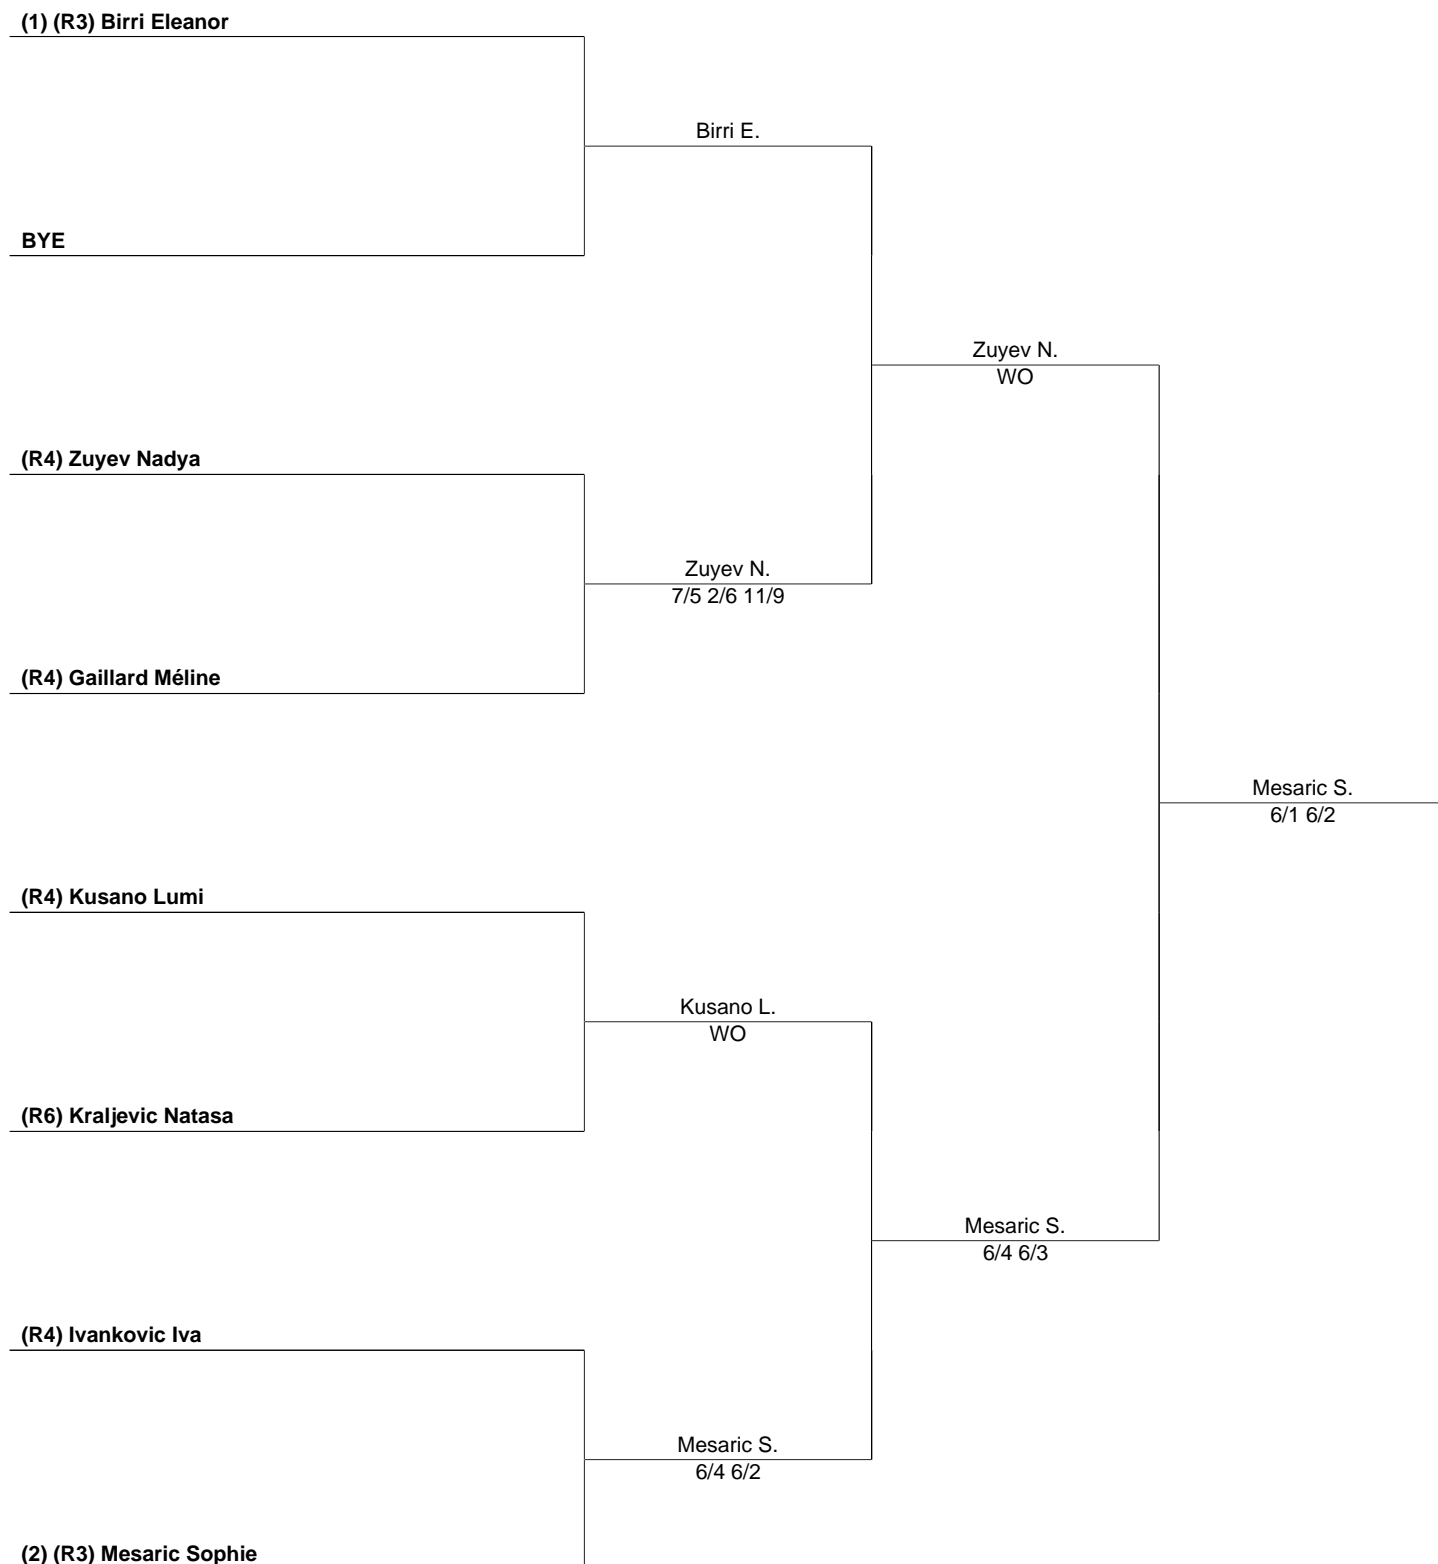 (1) (R3) Birri Eleanor
Birri E.
BYE
Zuyev N.
WO
(R4) Zuyev Nadya
Zuyev N.
7/5 2/6 11/9
(R4) Gaillard Méline
Mesaric S.
6/1 6/2
(R4) Kusano Lumi
Kusano L.
WO
(R6) Kraljevic Natasa
Mesaric S.
6/4 6/3
(R4) Ivankovic Iva
Mesaric S.
6/4 6/2
(2) (R3) Mesaric Sophie